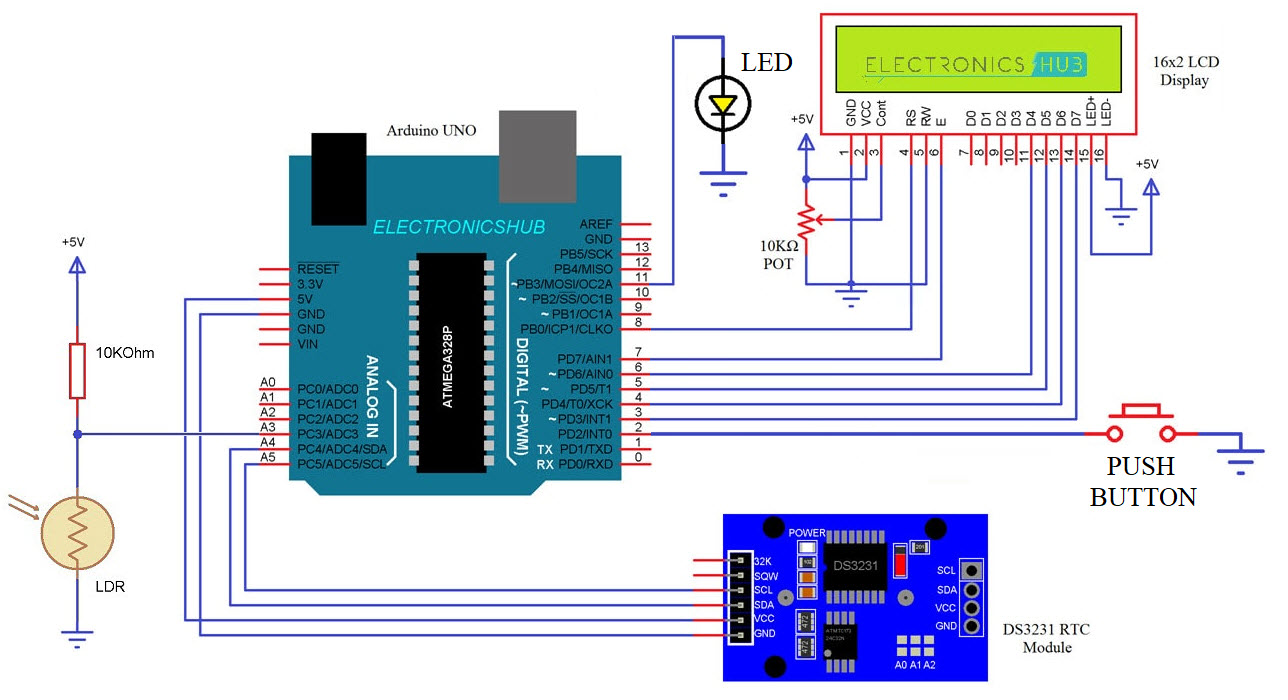 LED
ELECTRONICS HUB
16x2 LCD
Display
GND
VCC
Cont
RS
RW
E
D0
D1
D2
D3
D4
D5
D6
D7
LED+
LED-
1
2
3
4
5
6
7
8
9
10
11
12
13
14
15
16
+5V
+5V
10KΩ
POT
Arduino UNO
ELECTRONICSHUB
RESET
3.3V
5V
GND
GND
VIN
A0 PC0/ADC0
A1 PC1/ADC1
A2 PC2/ADC2
A3 PC3/ADC3
A4 PC4/ADC4/SDA
A5 PC5/ADC5/SCL
ANALOG IN
ATMEGA328P
DIGITAL (~PWM)
AREF
GND
PB5/SCK 13
PB4/MISO 12
~PB3/MOSI/OC2A 11
~ PB2/SS/OC1B 10
~ PB1/OC1A 9
PB0/ICP1/CLKO 8
PD7/AIN1 7
~ PD6/AIN0 6
~ PD5/T1 5
PD4/T0/XCK 4
~ PD3/INT1 3
PD2/INT0 2
TX PD1/TXD 1
RX PD0/RXD 0
+5V
10KOhm
LDR
PUSH
BUTTON
POWER
32K
SQW
SCL
SDA
VCC
GND
DS3231
102
201
472
472
24C32N
SCL
SDA
VCC
GND
A0 A1 A2
DS3231 RTC
Module